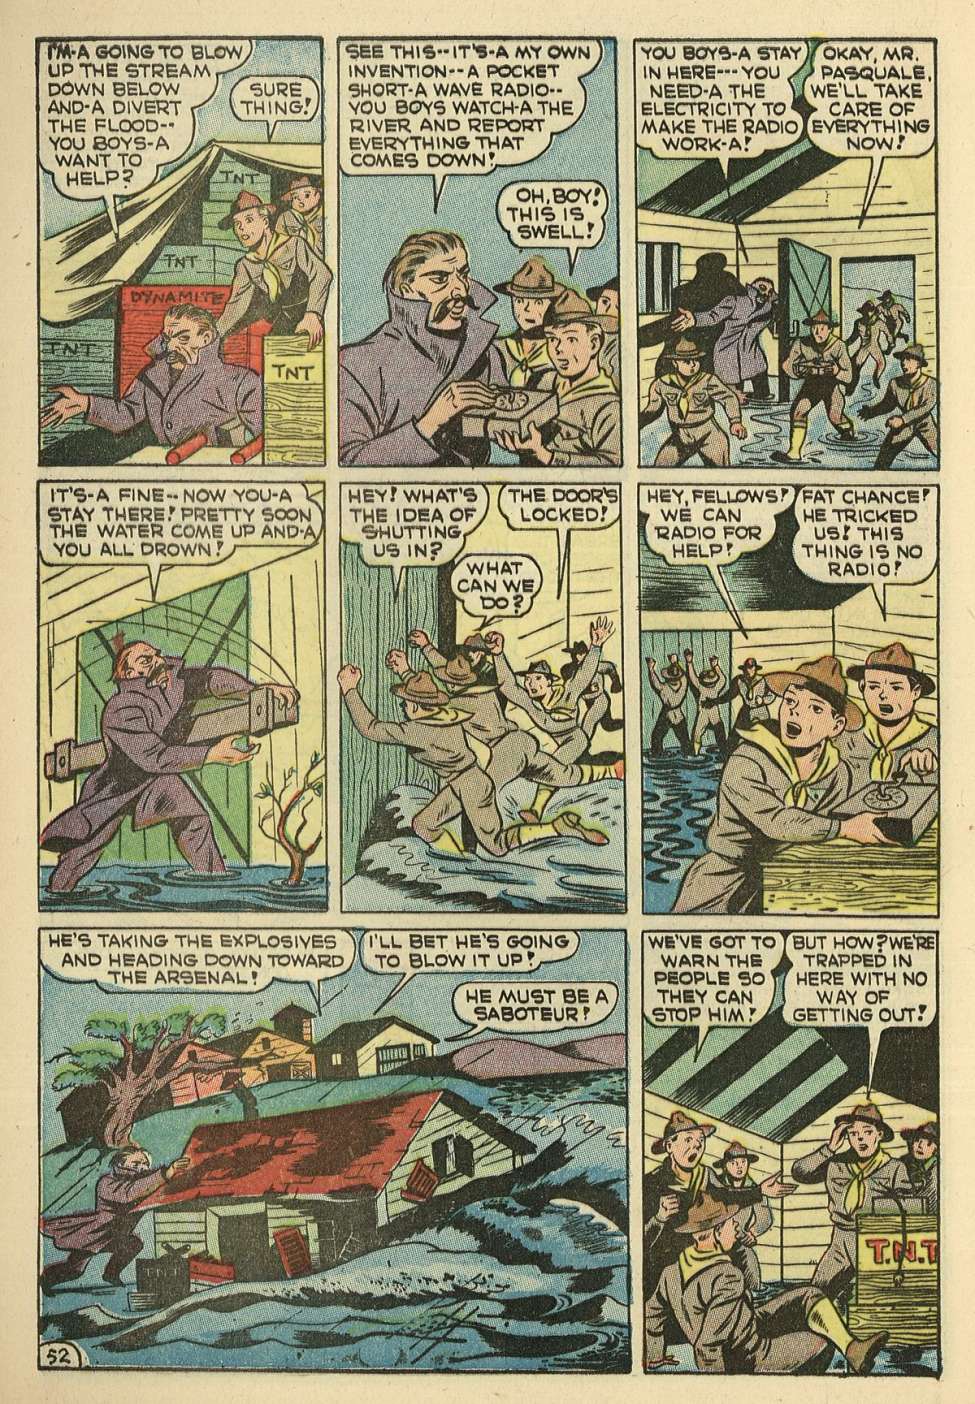 I'M-A GOING TO BLOW
UP THE STREAM
DOWN BELOW
AND-A DIVERT
THE FLOOD--
YOU BOYS-A
WANT TO
HELP?
SURE
THING!
TNT
TNT
DYNAMITE
TNT
TNT
SEE THIS--IT'S-A MY OWN
INVENTION--A POCKET
SHORT-A WAVE RADIO--
YOU BOYS WATCH-A THE
RIVER AND REPORT
EVERYTHING THAT
COMES DOWN!
OH, BOY!
THIS IS
SWELL!
YOU BOYS-A STAY
IN HERE---YOU
NEED-A THE
ELECTRICITY TO
MAKE THE RADIO
WORK-A!
OKAY, MR.
PASQUALE,
WE'LL TAKE
CARE OF
EVERYTHING
NOW!
IT'S-A FINE--NOW YOU-A
STAY THERE! PRETTY SOON
THE WATER COME UP AND-A
YOU ALL DROWN!
HEY! WHAT'S
THE IDEA OF
SHUTTING
US IN?
THE DOOR'S
LOCKED!
WHAT
CAN WE
DO?
HEY, FELLOWS!
WE CAN
RADIO FOR
HELP!
FAT CHANCE!
HE TRICKED
US! THIS
THING IS NO
RADIO!
HE'S TAKING THE EXPLOSIVES
AND HEADING DOWN TOWARD
THE ARSENAL!
I'LL BET HE'S GOING
TO BLOW IT UP!
HE MUST BE A
SABOTEUR!
TNT
52
WE'VE GOT TO
WARN THE
PEOPLE SO
THEY CAN
STOP HIM!
BUT HOW? WE'RE
TRAPPED IN
HERE WITH NO
WAY OF
GETTING OUT!
T.N.T